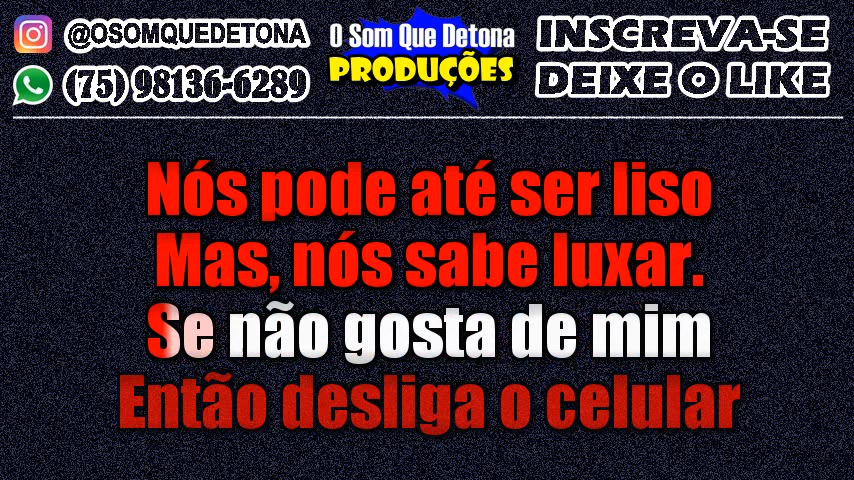 @OSOMQUEDETONA
(75) 98136-6289
O Som Que Detona
PRODUÇÕES
INSCREVA-SE
DEIXE O LIKE
Nós pode até ser liso
Mas, nós sabe luxar.
Se não gosta de mim
Então desliga o celular